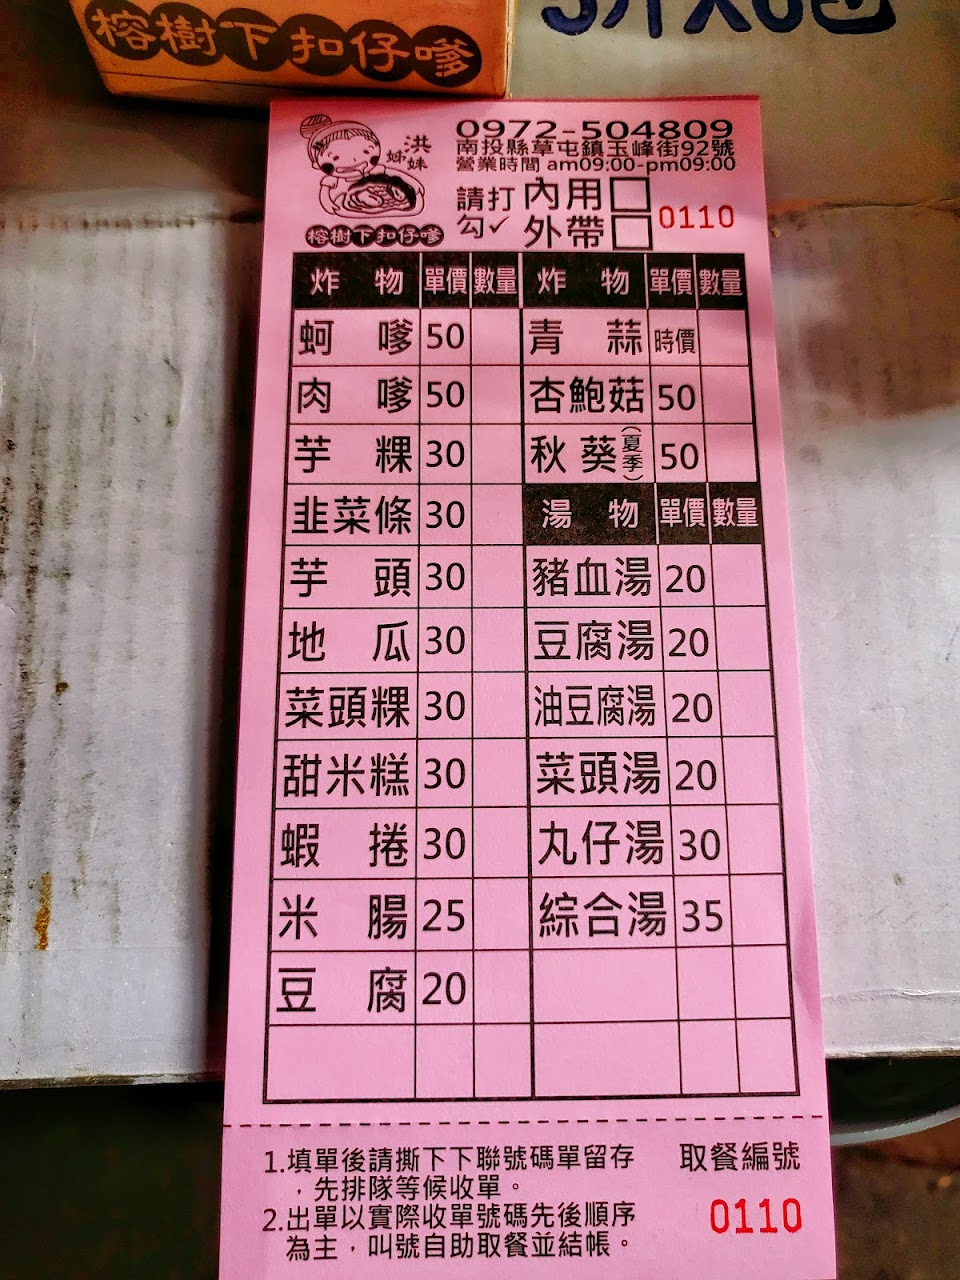 榕樹下扣仔嗲
5斤X6包
洪
姊妹
榕樹下扣仔嗲
0972-504809
南投縣草屯鎮玉峰街92號
營業時間 am09:00-pm09:00
請打勾✓ 內用□ 外帶□
0110
炸物 單價 數量 炸物 單價 數量
蚵嗲 50 青蒜 時價
肉嗲 50 杏鮑菇 50
芋粿 30 秋葵(夏季) 50
韭菜條 30 湯物 單價 數量
芋頭 30 豬血湯 20
地瓜 30 豆腐湯 20
菜頭粿 30 油豆腐湯 20
甜米糕 30 菜頭湯 20
蝦捲 30 丸仔湯 30
米腸 25 綜合湯 35
豆腐 20
1.填單後請撕下下聯號碼單留存
，先排隊等候收單。
2.出單以實際收單號碼先後順序
為主，叫號自助取餐並結帳。
取餐編號
0110